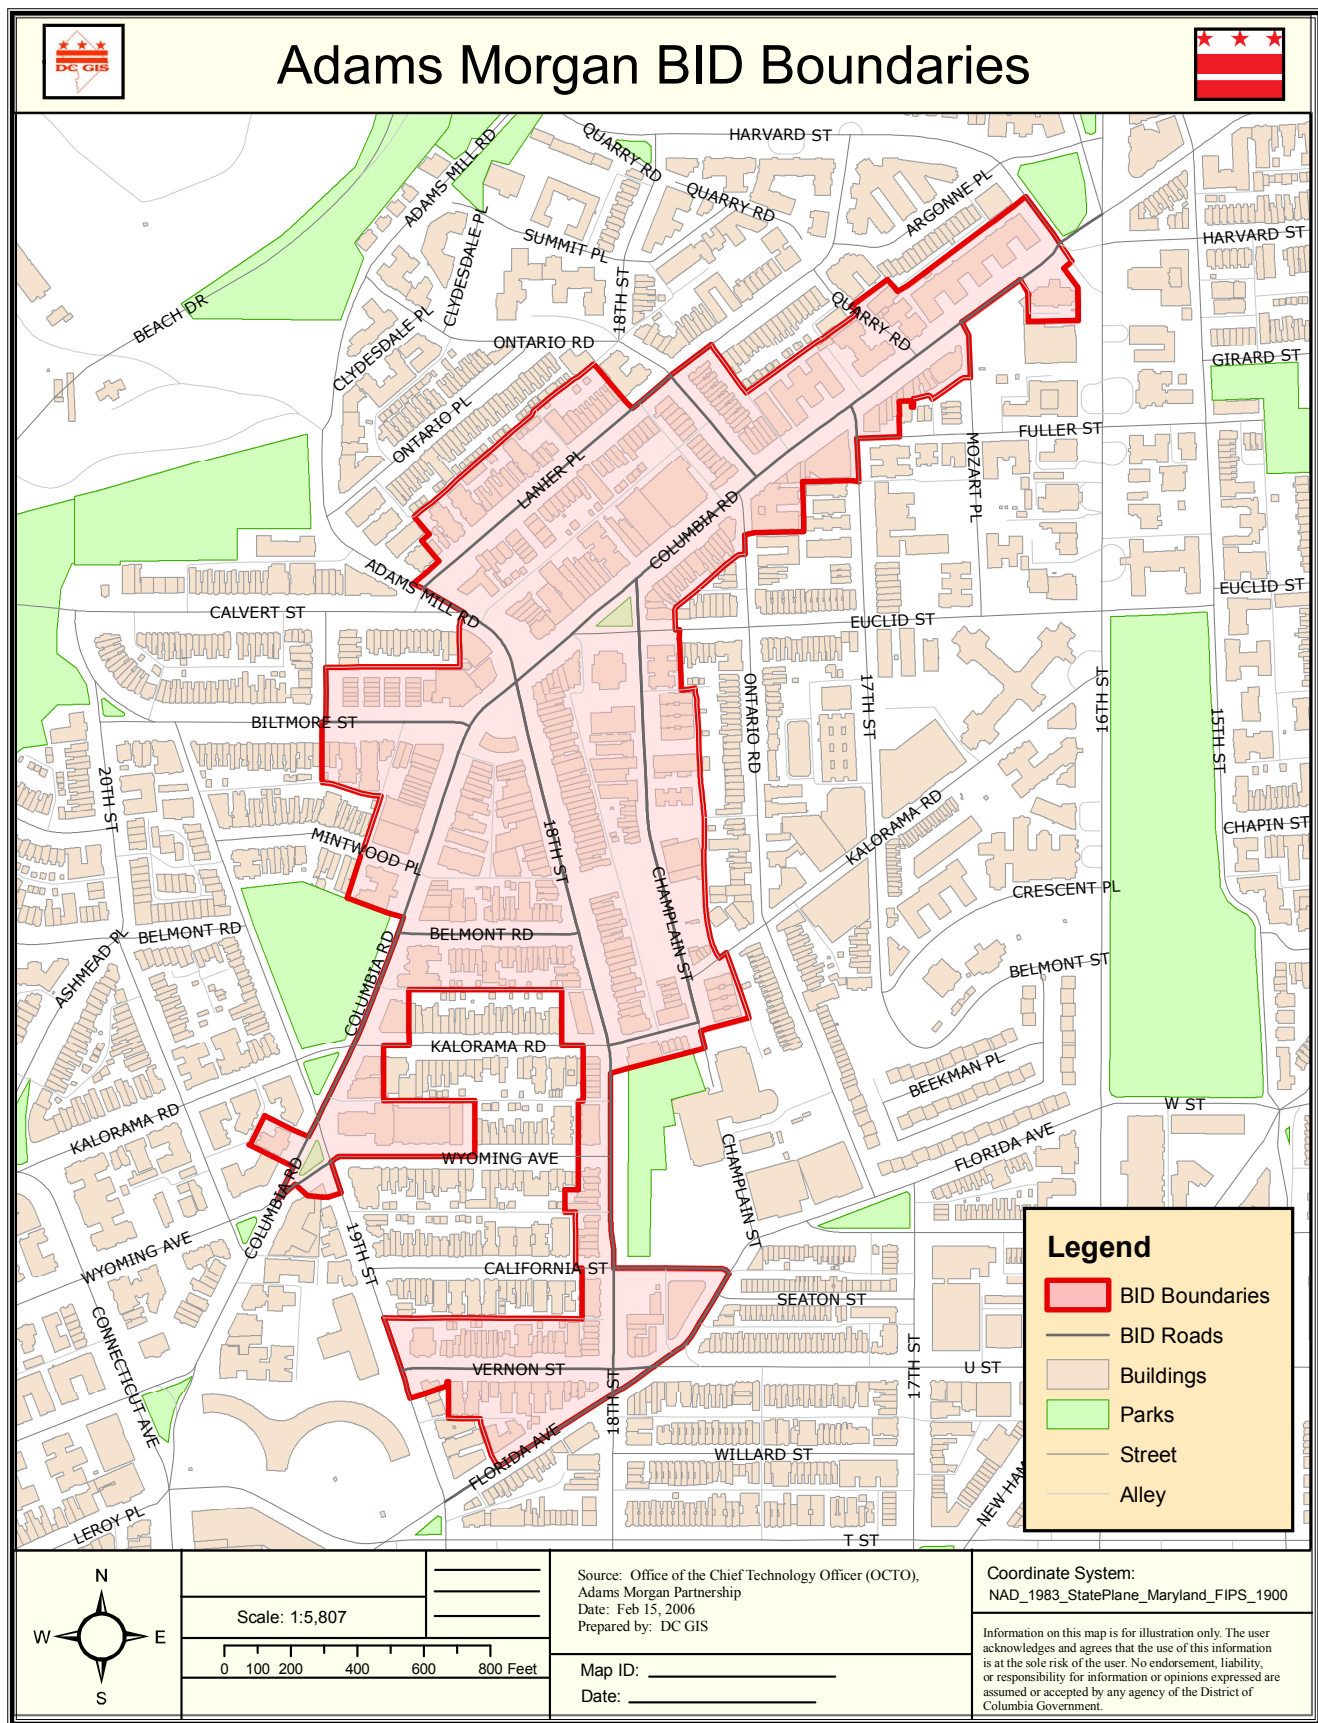 DC GIS
Adams Morgan BID Boundaries
HARVARD ST
QUARRY RD
ADAMS MILL RD
QUARRY RD
ARGONNE PL
CLYDESDALE PL
SUMMIT PL
HARVARD ST
18TH ST
BEACH DR
QUARRY RD
CLYDESDALE PL
ONTARIO RD
GIRARD ST
ONTARIO PL
FULLER ST
MOZART PL
LANIER PL
COLUMBIA RD
ADAMS MILL RD
EUCLID ST
CALVERT ST
EUCLID ST
16TH ST
17TH ST
ONTARIO RD
15TH ST
BILTMORE ST
20TH ST
18TH ST
KALORAMA RD
CHAPIN ST
MINTWOOD PL
CHAMPLAIN ST
CRESCENT PL
BELMONT RD
BELMONT RD
ASHMEAD PL
COLUMBIA RD
BELMONT ST
KALORAMA RD
BEEKMAN PL
KALORAMA RD
W ST
FLORIDA AVE
WYOMING AVE
CHAMPLAIN ST
COLUMBIA RD
WYOMING AVE
19TH ST
CALIFORNIA ST
SEATON ST
CONNECTICUT AVE
VERNON ST
17TH ST
U ST
18TH ST
FLORIDA AVE
WILLARD ST
NEW HAM
LEROY PL
T ST
Legend
BID Boundaries
BID Roads
Buildings
Parks
Street
Alley
N
W E
S
Scale: 1:5,807
0 100 200 400 600 800 Feet
Source: Office of the Chief Technology Officer (OCTO),
Adams Morgan Partnership
Date: Feb 15, 2006
Prepared by: DC GIS
Map ID:
Date:
Coordinate System:
NAD_1983_StatePlane_Maryland_FIPS_1900
Information on this map is for illustration only. The user
acknowledges and agrees that the use of this information
is at the sole risk of the user. No endorsement, liability,
or responsibility for information or opinions expressed are
assumed or accepted by any agency of the District of
Columbia Government.